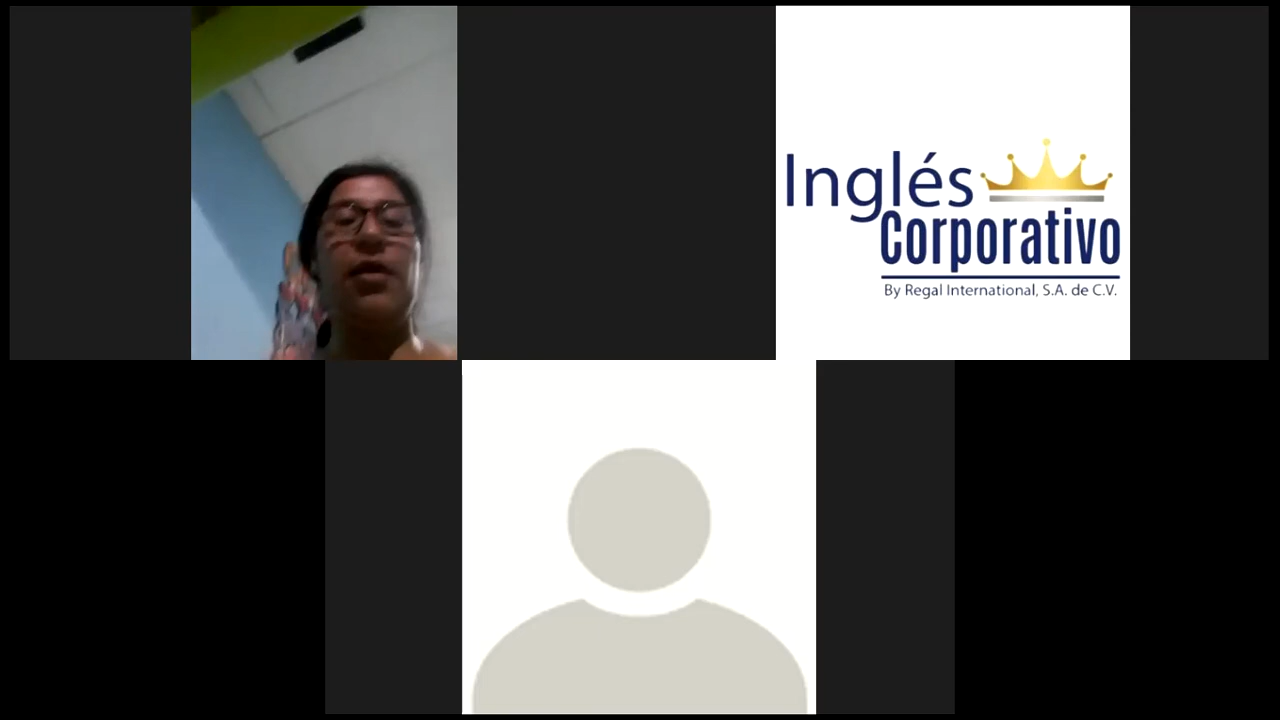 Inglés
Corporativo
By Regal International, S.A. de C.V.